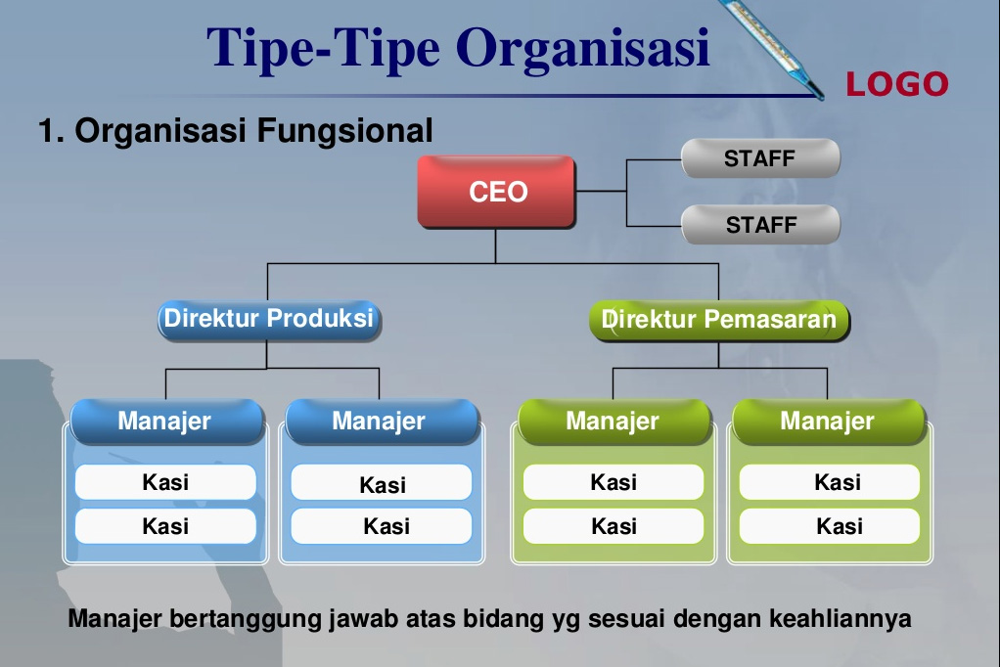 Tipe-Tipe Organisasi
LOGO
1. Organisasi Fungsional
CEO
STAFF
STAFF
Direktur Produksi
Direktur Pemasaran
Manajer
Manajer
Manajer
Manajer
Kasi
Kasi
Kasi
Kasi
Kasi
Kasi
Kasi
Kasi
Manajer bertanggung jawab atas bidang yg sesuai dengan keahliannya